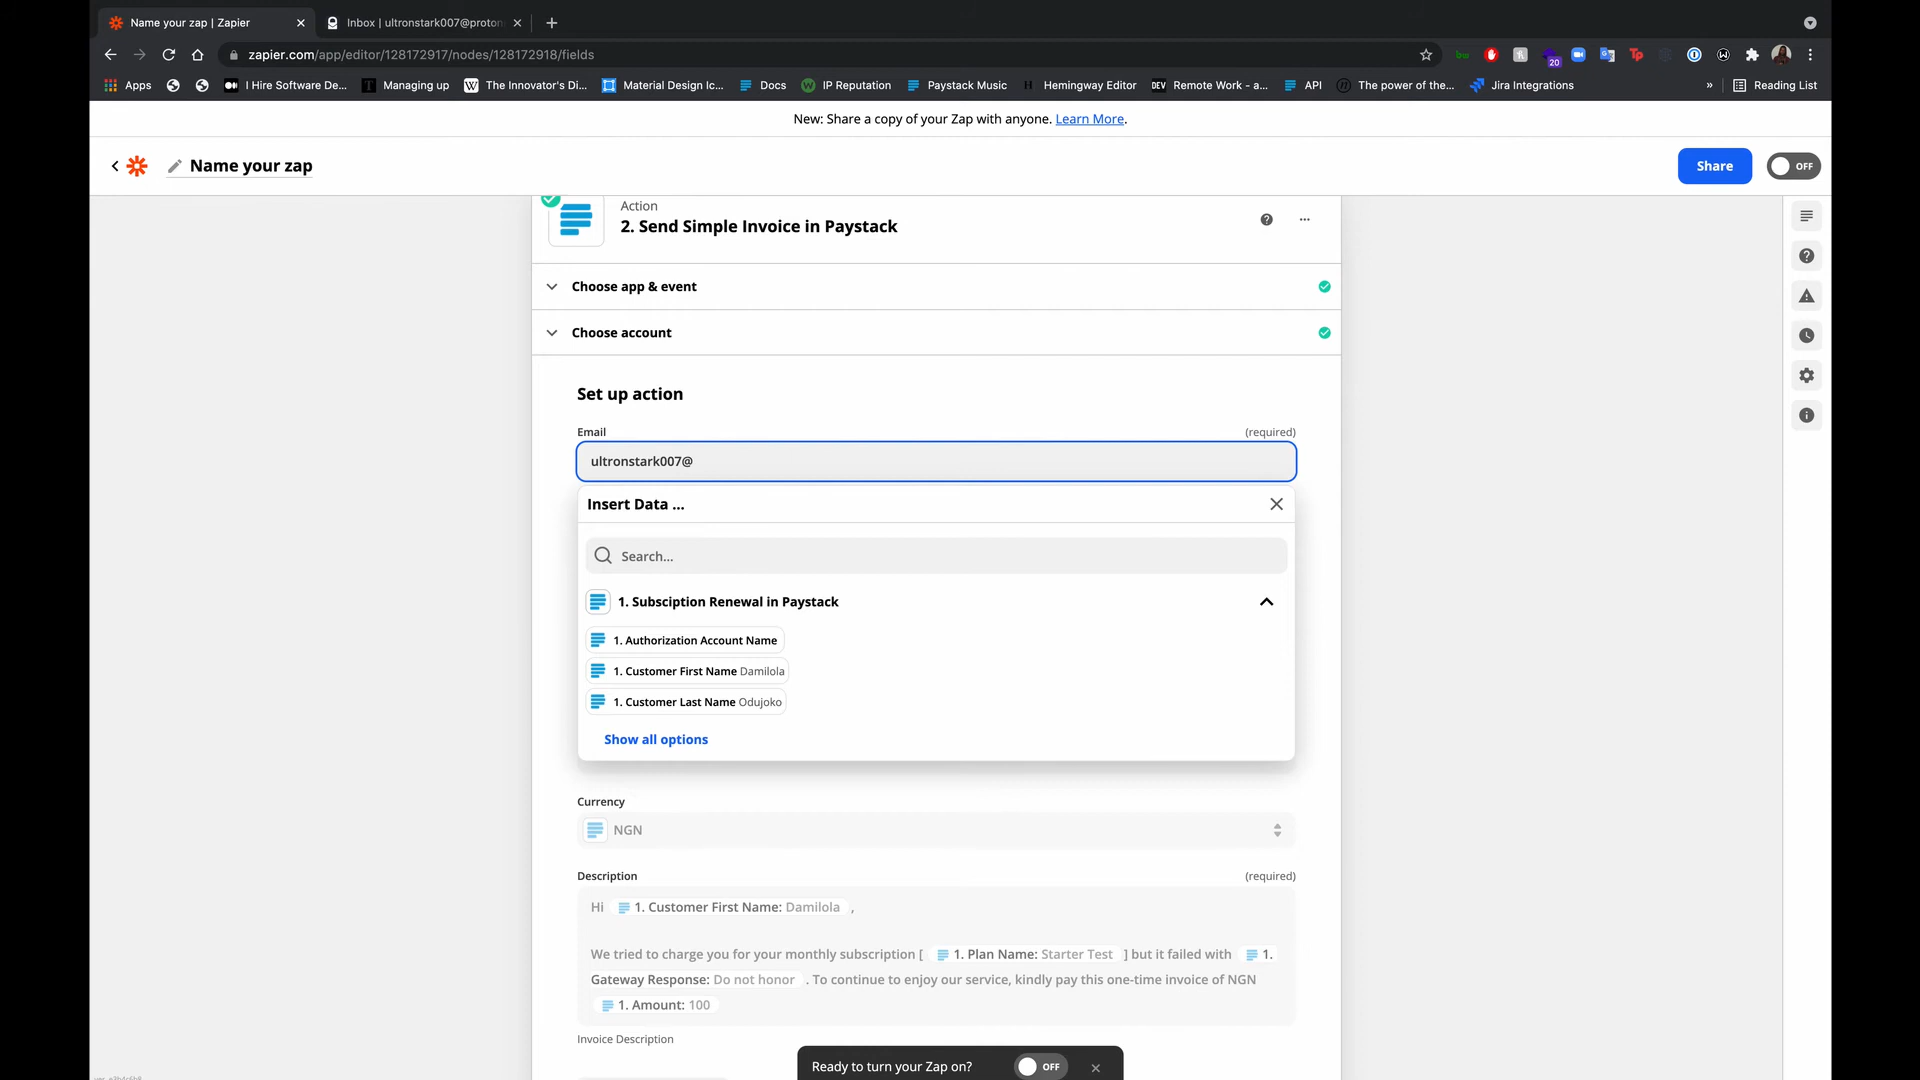 Name your zap | Zapier
Inbox | ultronstark007@proton
zapier.com/app/editor/128172917/nodes/128172918/fields
20
Apps I Hire Software De... Managing up The Innovator's Di... Material Design Ic... Docs IP Reputation Paystack Music Hemingway Editor DEV Remote Work - a... API The power of the... Jira Integrations » Reading List
New: Share a copy of your Zap with anyone. Learn More.
Name your zap
Share
OFF
Action
2. Send Simple Invoice in Paystack
Choose app & event
Choose account
Set up action
Email (required)
ultronstark007@
Insert Data ...
Search...
1. Subsciption Renewal in Paystack
1. Authorization Account Name
1. Customer First Name Damilola
1. Customer Last Name Odujoko
Show all options
Currency
NGN
Description (required)
Hi 1. Customer First Name: Damilola ,
We tried to charge you for your monthly subscription [ 1. Plan Name: Starter Test ] but it failed with 1.
Gateway Response: Do not honor . To continue to enjoy our service, kindly pay this one-time invoice of NGN
1. Amount: 100
Invoice Description
Ready to turn your Zap on? OFF